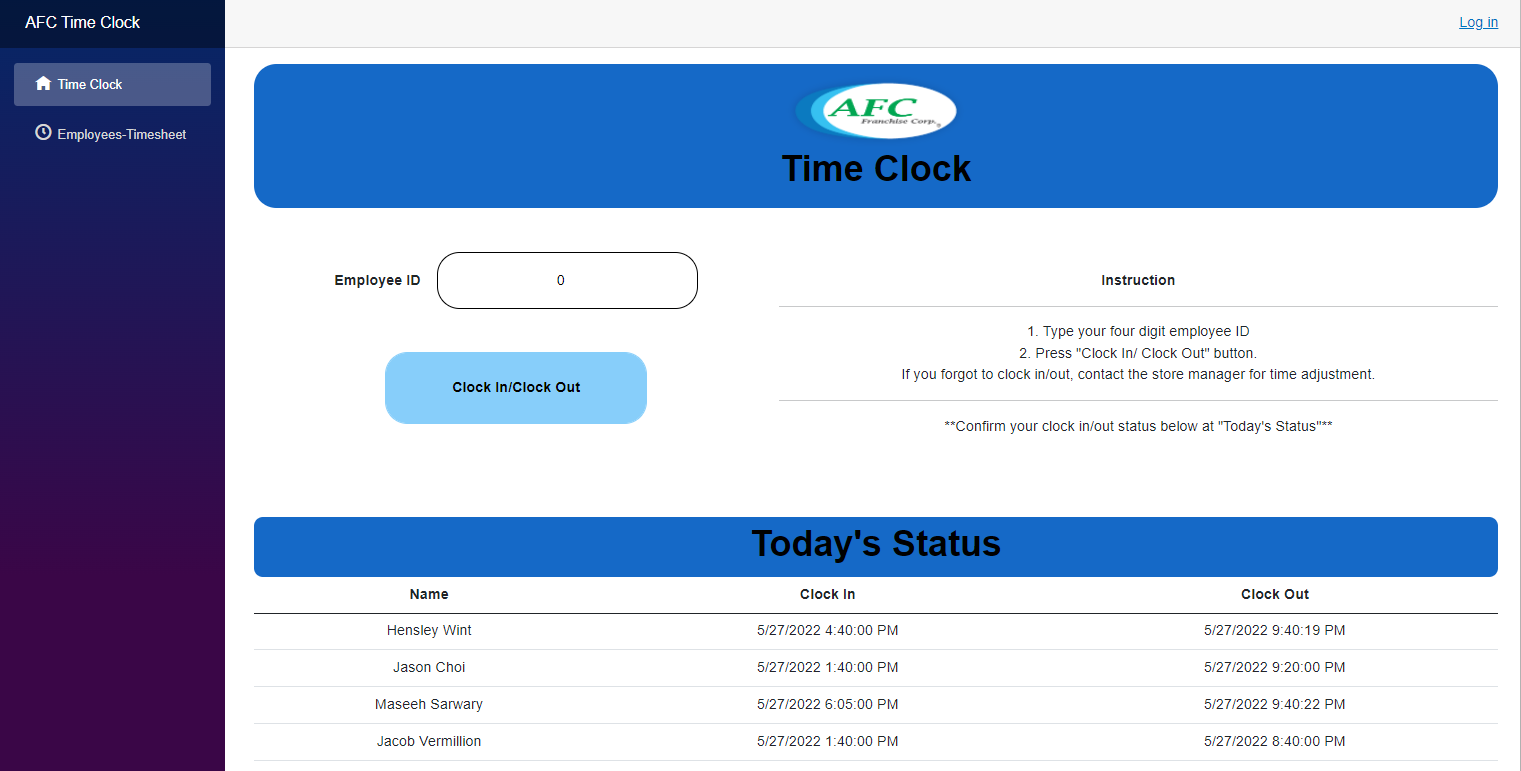 AFC Time Clock
Log in
Time Clock
Employees-Timesheet
AFC
Franchise Corp.
Time Clock
Employee ID
0
Clock In/Clock Out
Instruction
1. Type your four digit employee ID
2. Press "Clock In/ Clock Out" button.
If you forgot to clock in/out, contact the store manager for time adjustment.
**Confirm your clock in/out status below at "Today's Status"**
Today's Status
Name Clock In Clock Out
Hensley Wint 5/27/2022 4:40:00 PM 5/27/2022 9:40:19 PM
Jason Choi 5/27/2022 1:40:00 PM 5/27/2022 9:20:00 PM
Maseeh Sarwary 5/27/2022 6:05:00 PM 5/27/2022 9:40:22 PM
Jacob Vermillion 5/27/2022 1:40:00 PM 5/27/2022 8:40:00 PM